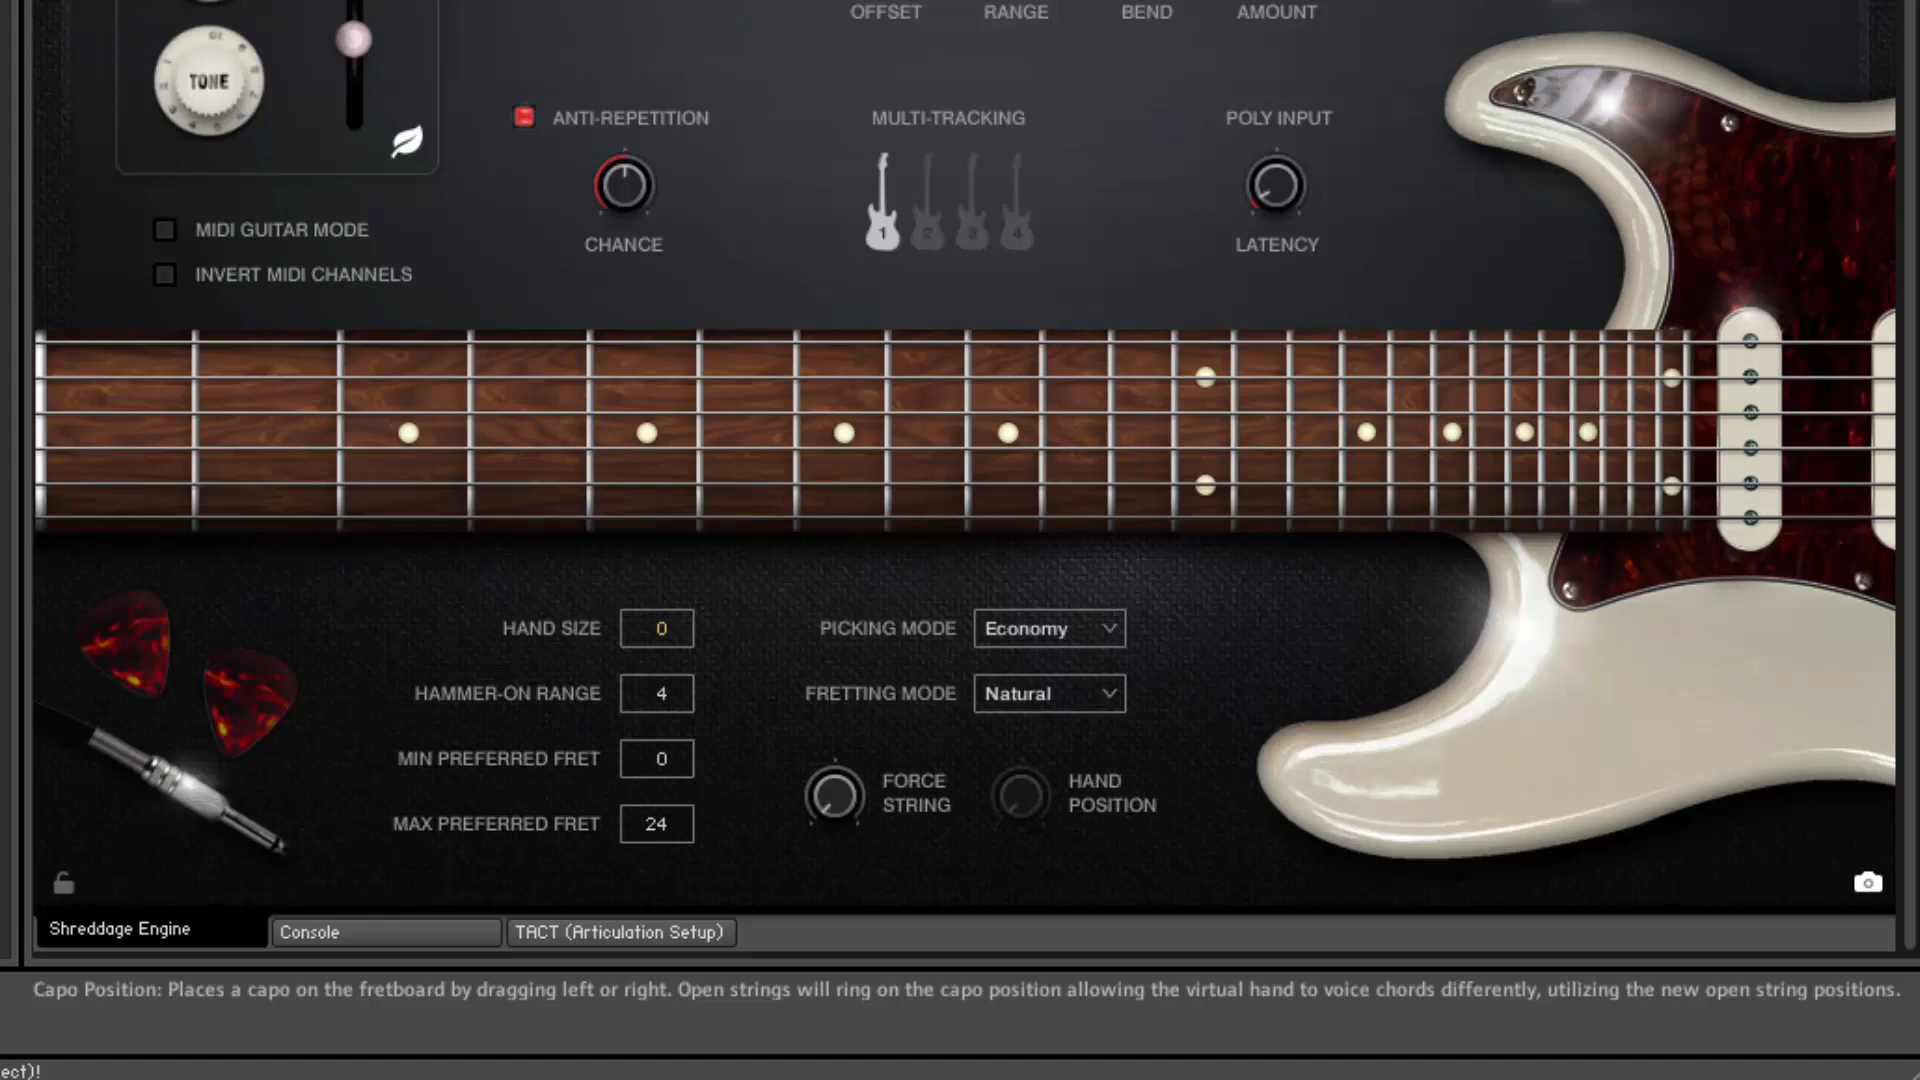 OFFSET RANGE BEND AMOUNT
TONE
ANTI-REPETITION MULTI-TRACKING POLY INPUT
1 2 3 4
MIDI GUITAR MODE
CHANCE LATENCY
INVERT MIDI CHANNELS
HAND SIZE 0 PICKING MODE Economy
HAMMER-ON RANGE 4 FRETTING MODE Natural
MIN PREFERRED FRET 0
FORCE STRING HAND POSITION
MAX PREFERRED FRET 24
Shreddage Engine Console TACT (Articulation Setup)
Capo Position: Places a capo on the fretboard by dragging left or right. Open strings will ring on the capo position allowing the virtual hand to voice chords differently, utilizing the new open string positions.
ect)!